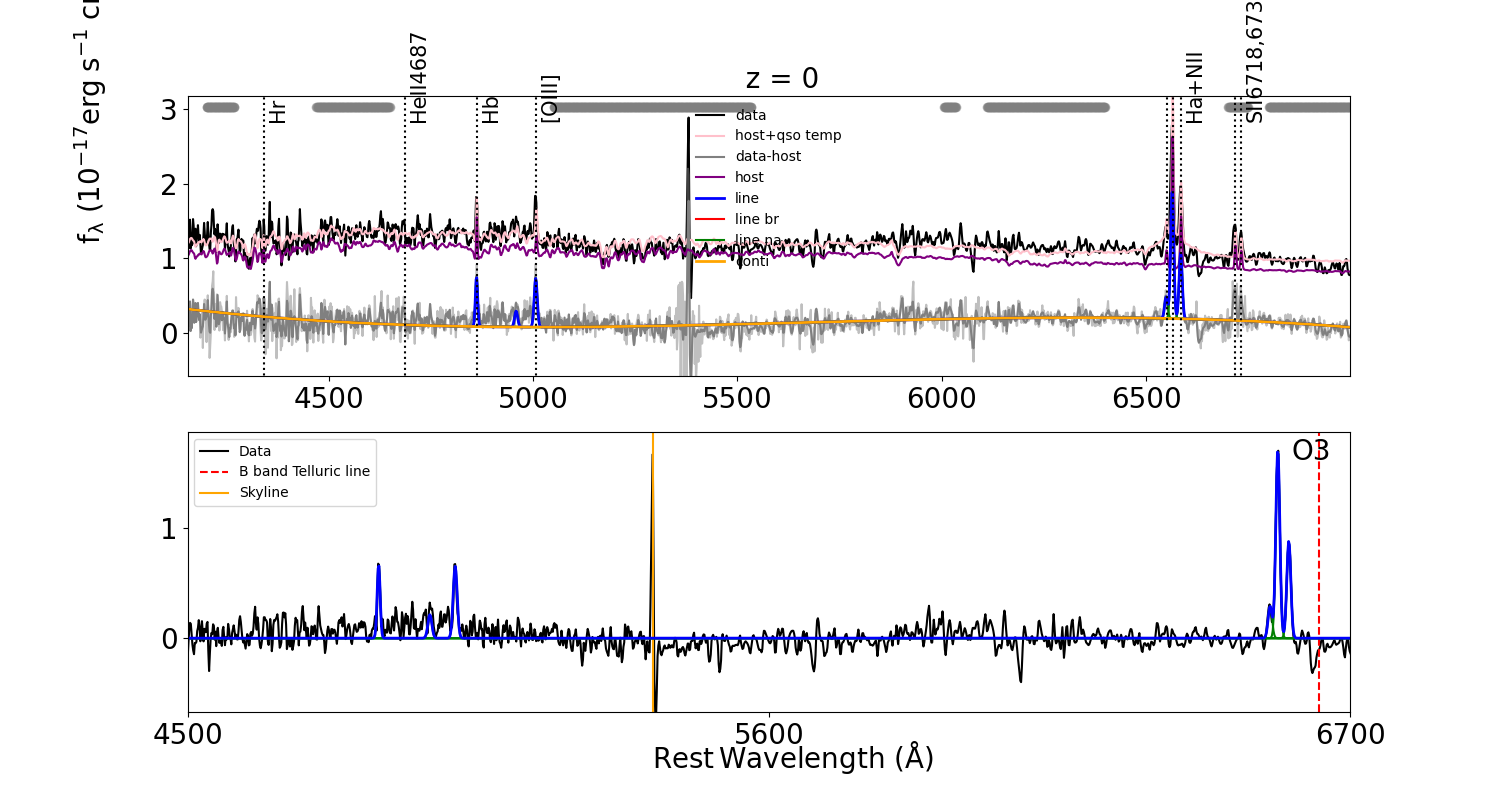 z = 0
f_λ (10^−17 erg s^−1 c
Hr
HeII4687
Hb
[OIII]
Ha+NII
SII6718,673
3
2
1
0
data
host+qso temp
data-host
host
line
line br
line na
conti
4500
5000
5500
6000
6500
Data
B band Telluric line
Skyline
O3
1
0
4500
5600
6700
Rest Wavelength (Å)